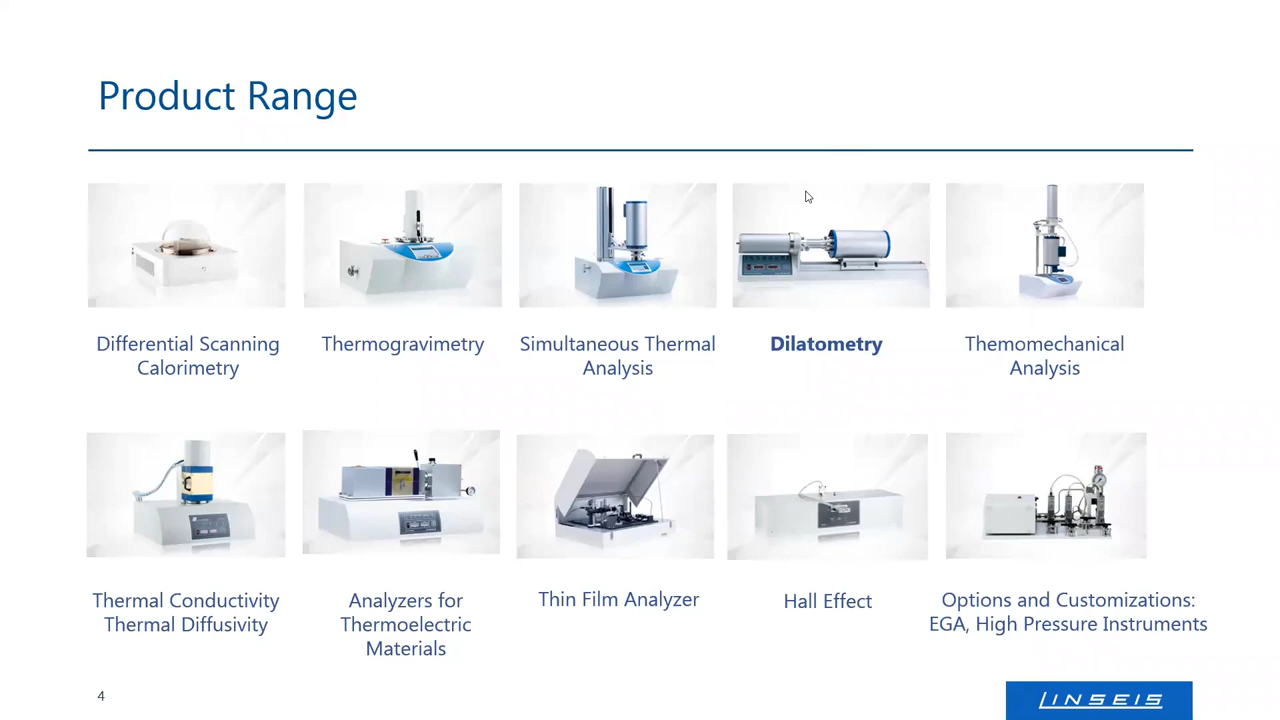 Product Range
Differential Scanning
Calorimetry
Thermogravimetry
Simultaneous Thermal
Analysis
Dilatometry
Themomechanical
Analysis
Thermal Conductivity
Thermal Diffusivity
Analyzers for
Thermoelectric
Materials
Thin Film Analyzer
Hall Effect
Options and Customizations:
EGA, High Pressure Instruments
4
LINSEIS